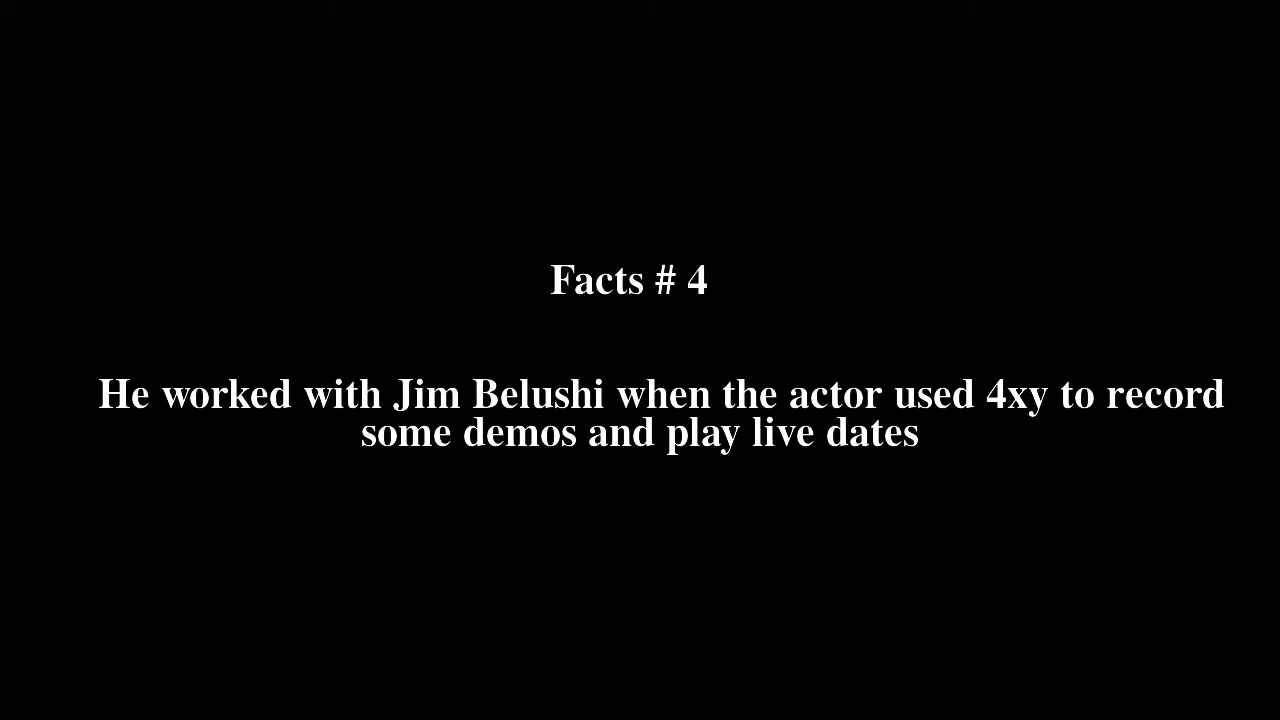 Facts # 4
He worked with Jim Belushi when the actor used 4xy to record
some demos and play live dates